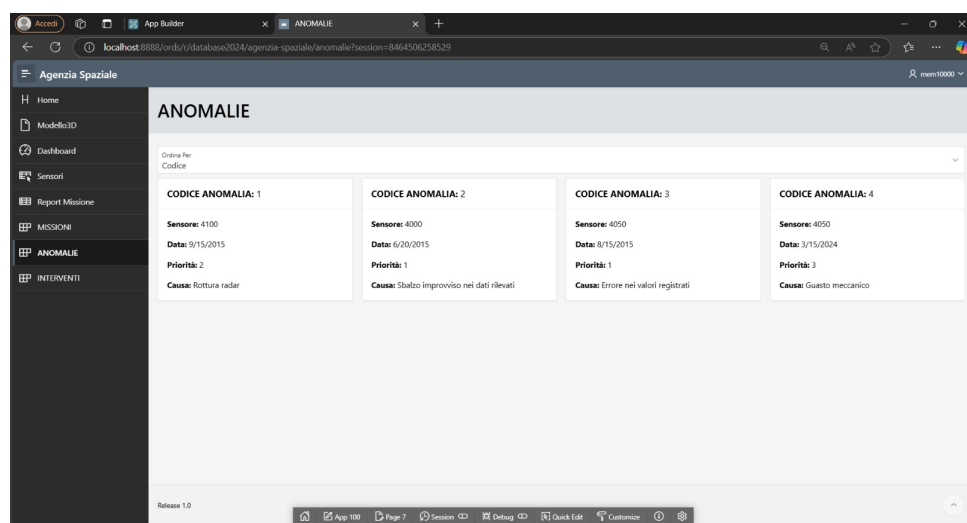 Accedi
App Builder
ANOMALIE
localhost:8888/ords/r/database2024/agenzia-spaziale/anomalie?session=8464506258529
Agenzia Spaziale
mem10000
Home
Modello3D
Dashboard
Sensori
Report Missione
MISSIONI
ANOMALIE
INTERVENTI
ANOMALIE
Ordina Per
Codice
CODICE ANOMALIA: 1
Sensore: 4100
Data: 9/15/2015
Priorità: 2
Causa: Rottura radar
CODICE ANOMALIA: 2
Sensore: 4000
Data: 6/20/2015
Priorità: 1
Causa: Sbalzo improvviso nei dati rilevati
CODICE ANOMALIA: 3
Sensore: 4050
Data: 8/15/2015
Priorità: 1
Causa: Errore nei valori registrati
CODICE ANOMALIA: 4
Sensore: 4050
Data: 3/15/2024
Priorità: 3
Causa: Guasto meccanico
Release 1.0
App 100 Page 7 Session Debug Quick Edit Customize